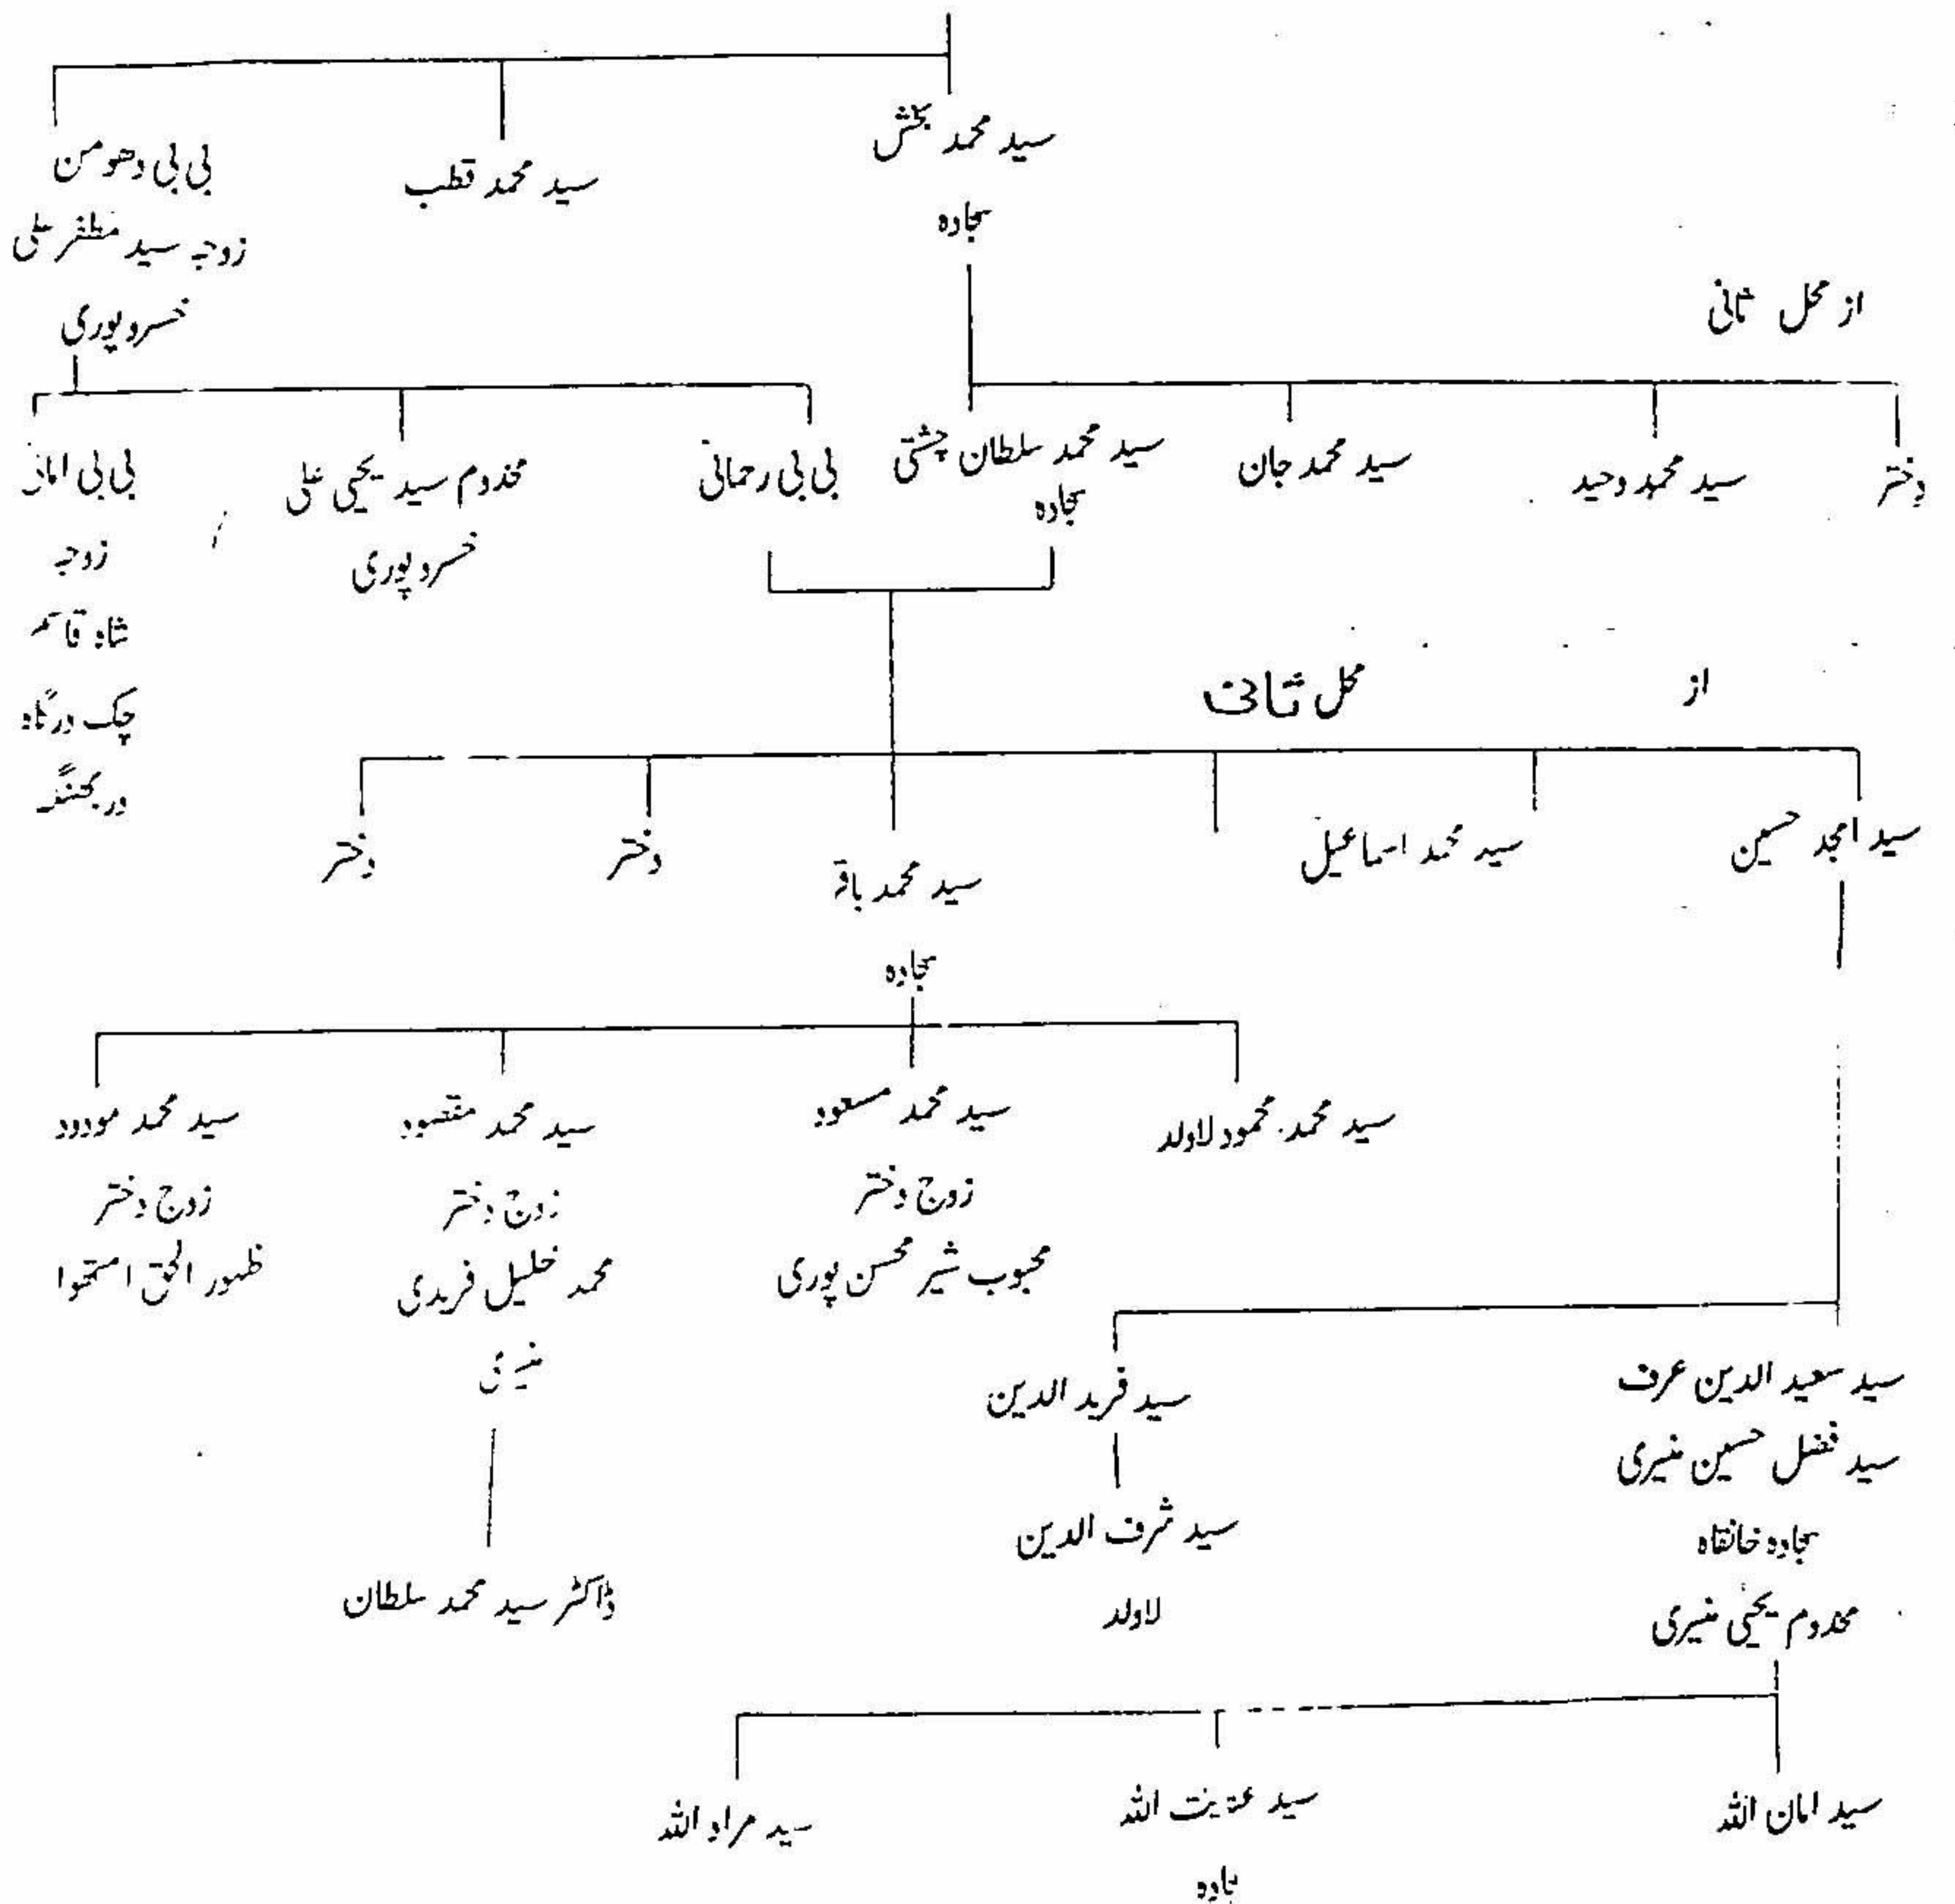 سید محمد بخش
سجادہ
سید محمد قطب
بی بی دھومن
زوجہ سید مظفر علی
خسروپوری
از محل ثانی
دختر
سید محمد وحید
سید محمد جان
سید محمد سلطان چشتی
سجادہ
بی بی رحمانی
مخدوم سید یحیی علی
خسروپوری
بی بی امانی
زوجہ
شاہ قاسم
چک درگاہ
دربھنگہ
از محل ثانی
سید امجد حسین
سید محمد اسماعیل
سید محمد باقر
سجادہ
دختر
دختر
سید محمد محمود لاولد
سید محمد مسعود
زوج دختر
محبوب شیر محسن پوری
سید محمد مقصود
زوج دختر
محمد خلیل فریدی
منیری
سید محمد مودود
زوج دختر
ظہور الحق استھوا
سید سعید الدین عرف
سید فضل حسین منیری
سجادہ خانقاہ
مخدوم یحیٰی منیری
سید فرید الدین
سید شرف الدین
لاولد
ڈاکٹر سید محمد سلطان
سید امان اللہ
سید عنایت اللہ
سجادہ
سید مراد اللہ